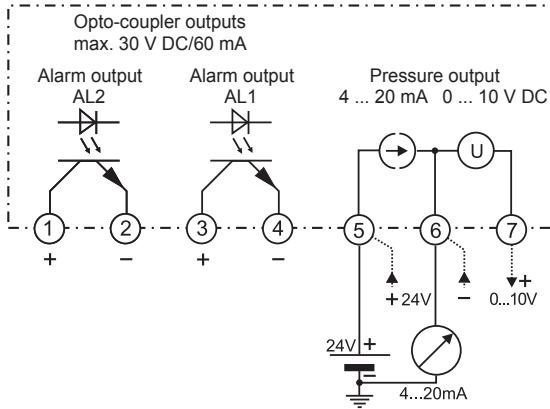 Opto-coupler outputs
max. 30 V DC/60 mA
Alarm output
AL2
Alarm output
AL1
Pressure output
4 ... 20 mA 0 ... 10 V DC
U
1 2 3 4 5 6 7
+ – + –
+ 24V – +
0...10V
24V +
–
4...20mA